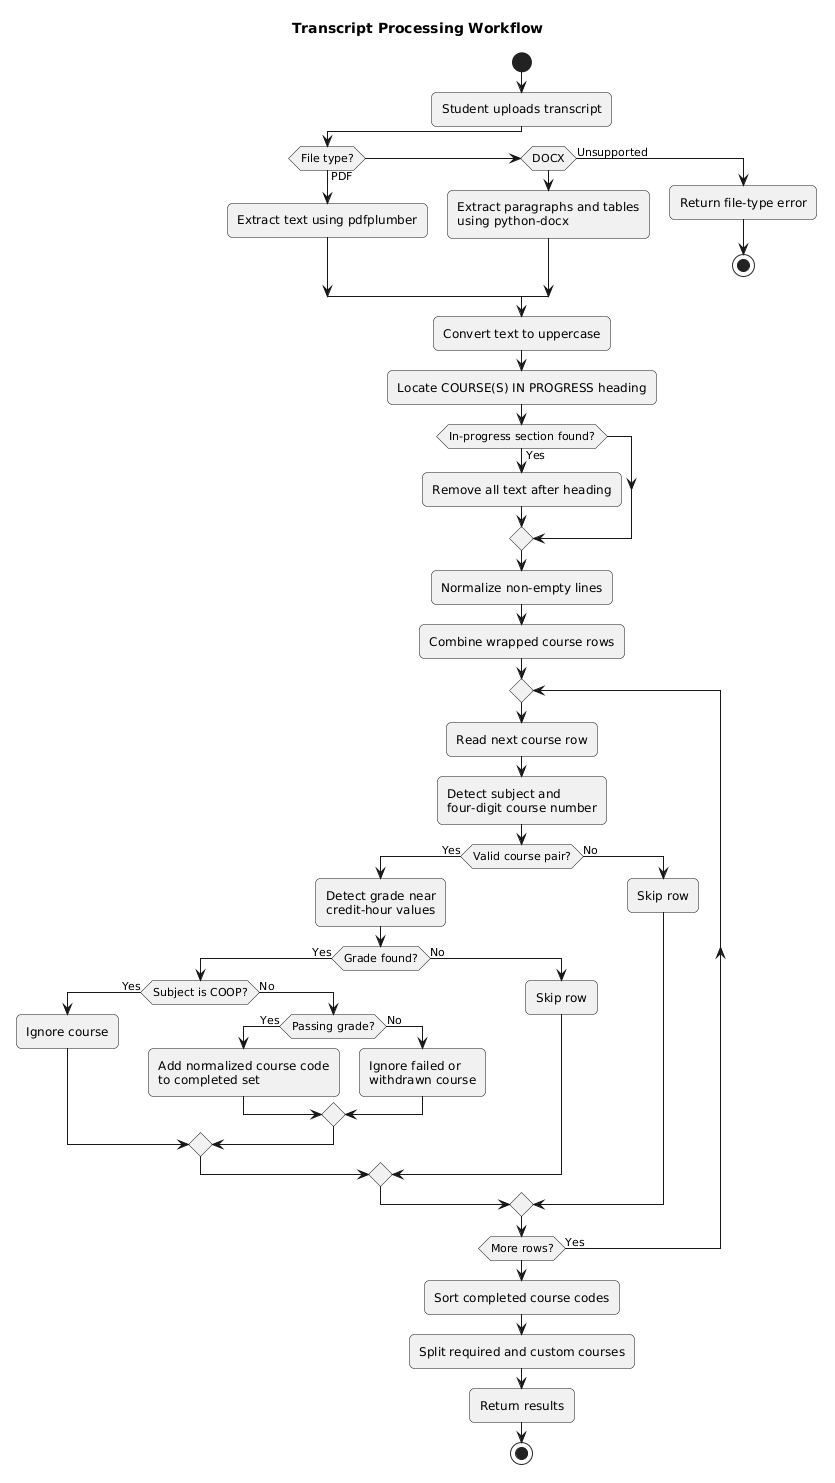 Transcript Processing Workflow
Student uploads transcript
File type?
DOCX
Unsupported
PDF
Extract text using pdfplumber
Extract paragraphs and tables
using python-docx
Return file-type error
Convert text to uppercase
Locate COURSE(S) IN PROGRESS heading
In-progress section found?
Yes
Remove all text after heading
Normalize non-empty lines
Combine wrapped course rows
Read next course row
Detect subject and
four-digit course number
Yes
Valid course pair?
No
Detect grade near
credit-hour values
Skip row
Yes
Grade found?
No
Yes
Subject is COOP?
No
Skip row
Ignore course
Yes
Passing grade?
No
Add normalized course code
to completed set
Ignore failed or
withdrawn course
More rows?
Yes
Sort completed course codes
Split required and custom courses
Return results